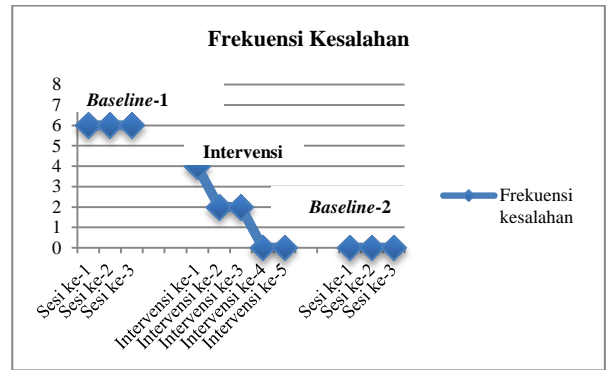 Frekuensi Kesalahan
8
7
6
5
4
3
2
1
0
Baseline-1
Intervensi
Baseline-2
Sesi ke-1
Sesi ke-2
Sesi ke-3
Intervensi ke-1
Intervensi ke-2
Intervensi ke-3
Intervensi ke-4
Intervensi ke-5
Sesi ke-1
Sesi ke-2
Sesi ke-3
Frekuensi
kesalahan